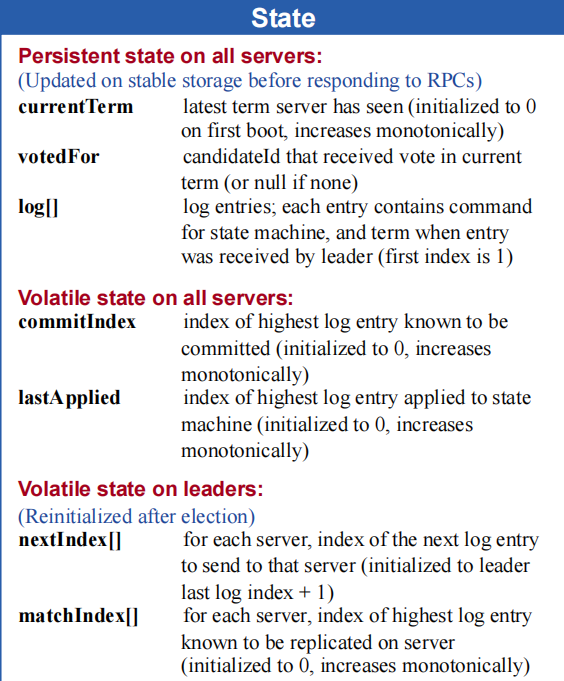 State
Persistent state on all servers:
(Updated on stable storage before responding to RPCs)
currentTerm latest term server has seen (initialized to 0
on first boot, increases monotonically)
votedFor candidateId that received vote in current
term (or null if none)
log[] log entries; each entry contains command
for state machine, and term when entry
was received by leader (first index is 1)
Volatile state on all servers:
commitIndex index of highest log entry known to be
committed (initialized to 0, increases
monotonically)
lastApplied index of highest log entry applied to state
machine (initialized to 0, increases
monotonically)
Volatile state on leaders:
(Reinitialized after election)
nextIndex[] for each server, index of the next log entry
to send to that server (initialized to leader
last log index + 1)
matchIndex[] for each server, index of highest log entry
known to be replicated on server
(initialized to 0, increases monotonically)